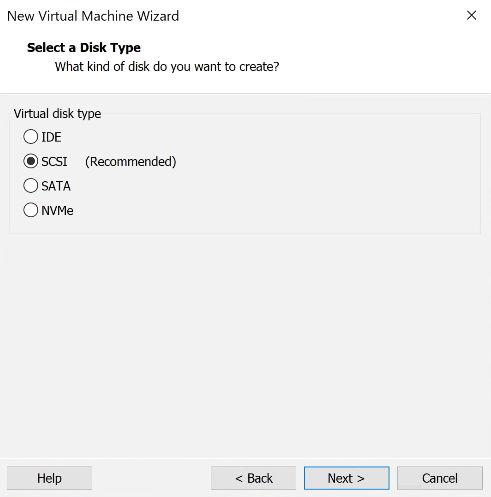 New Virtual Machine Wizard
Select a Disk Type
What kind of disk do you want to create?
Virtual disk type
IDE
SCSI (Recommended)
SATA
NVMe
Help < Back Next > Cancel